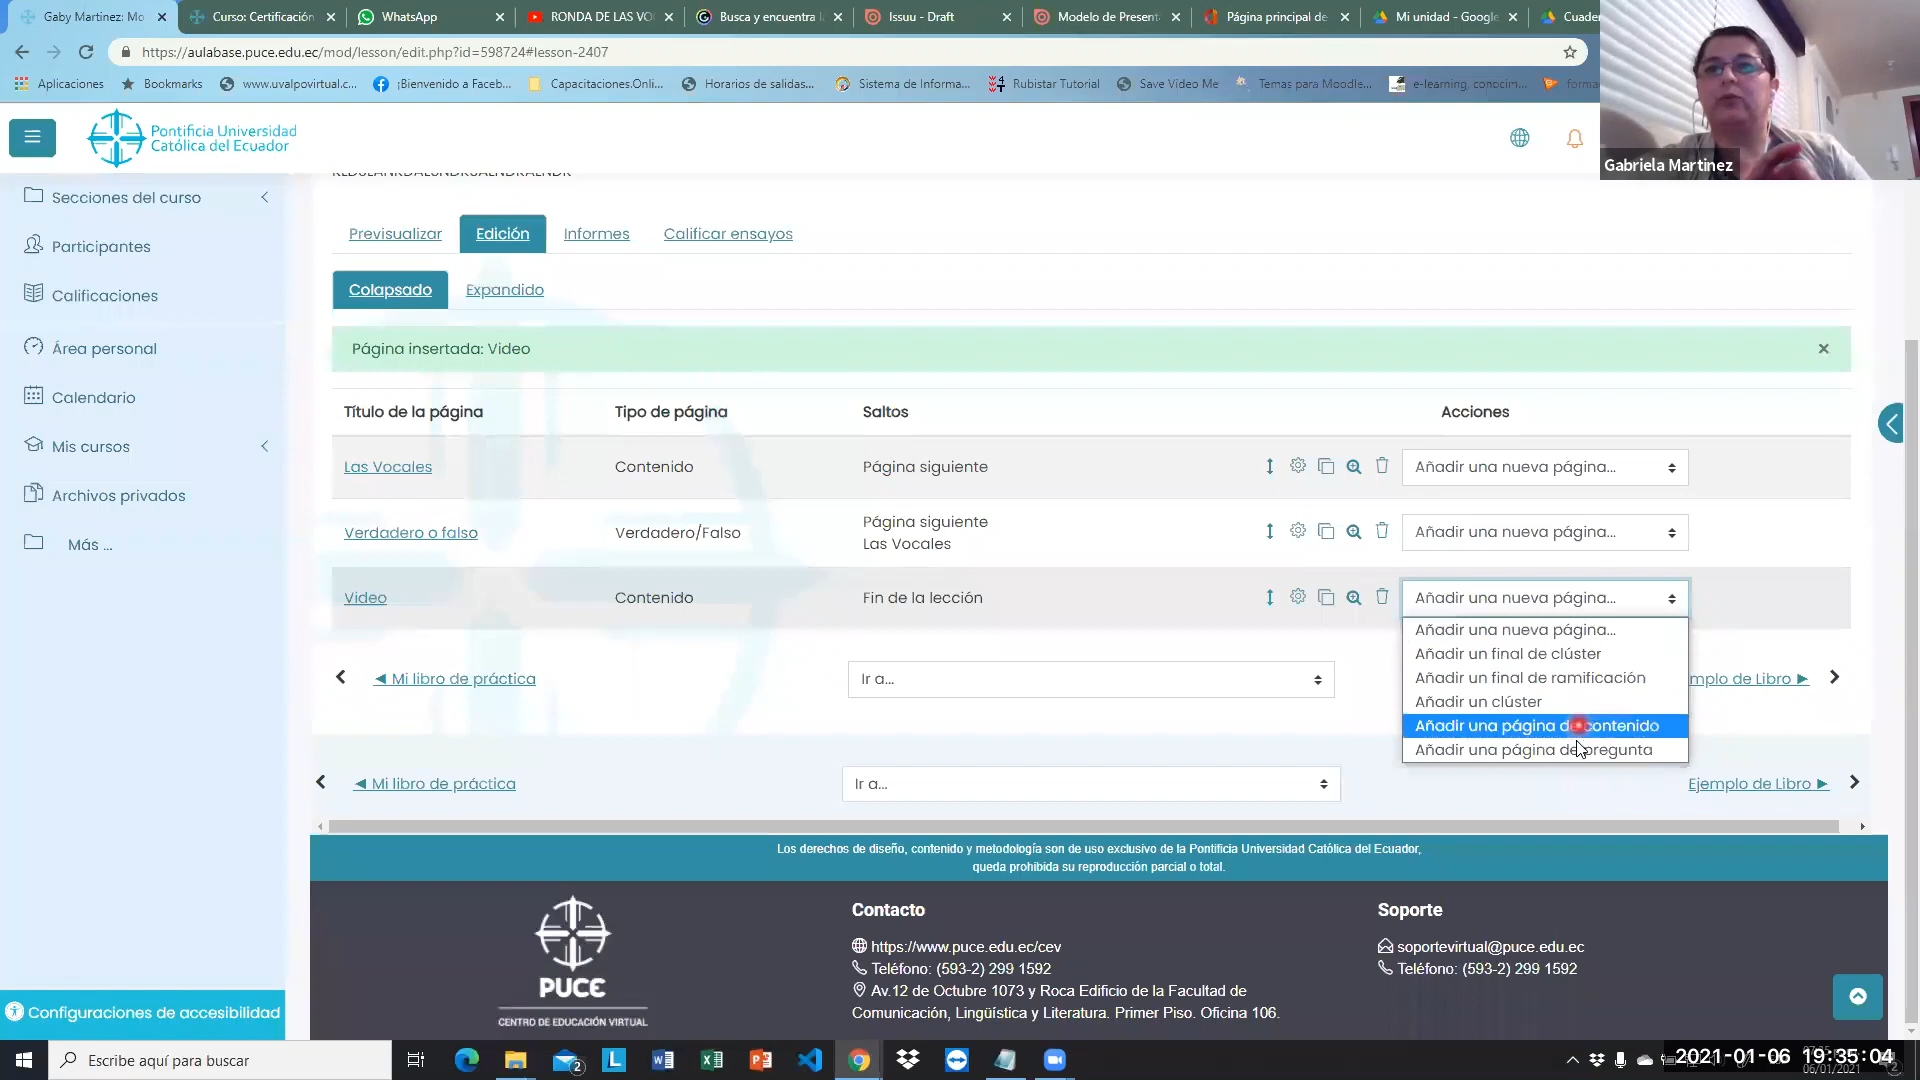 Gaby Martinez: Mo
Curso: Certificación
WhatsApp
RONDA DE LAS VO
Busca y encuentra l
Issuu - Draft
Modelo de Present
Página principal de
Mi unidad - Google
Cuade
https://aulabase.puce.edu.ec/mod/lesson/edit.php?id=598724#lesson-2407
Aplicaciones
Bookmarks
www.uvalpovirtual.c...
¡Bienvenido a Faceb...
Capacitaciones.Onli...
Horarios de salidas...
Sistema de Informa...
Rubistar Tutorial
Save Video Me
Temas para Moodle...
e-learning, conocim...
forma
Gabriela Martinez
Pontificia Universidad
Católica del Ecuador
Secciones del curso
Participantes
Calificaciones
Área personal
Calendario
Mis cursos
Archivos privados
Más ...
Configuraciones de accesibilidad
Previsualizar
Edición
Informes
Calificar ensayos
Colapsado
Expandido
Página insertada: Video
×
Título de la página
Tipo de página
Saltos
Acciones
Las Vocales
Contenido
Página siguiente
Añadir una nueva página...
Verdadero o falso
Verdadero/Falso
Página siguiente
Las Vocales
Añadir una nueva página...
Video
Contenido
Fin de la lección
Añadir una nueva página...
Añadir una nueva página...
Añadir un final de clúster
Añadir un final de ramificación
Añadir un clúster
Añadir una página de contenido
Añadir una página de pregunta
◄ Mi libro de práctica
Ir a...
mplo de Libro ►
◄ Mi libro de práctica
Ir a...
Ejemplo de Libro ►
Los derechos de diseño, contenido y metodología son de uso exclusivo de la Pontificia Universidad Católica del Ecuador,
queda prohibida su reproducción parcial o total.
PUCE
CENTRO DE EDUCACIÓN VIRTUAL
Contacto
https://www.puce.edu.ec/cev
Teléfono: (593-2) 299 1592
Av.12 de Octubre 1073 y Roca Edificio de la Facultad de
Comunicación, Lingüística y Literatura. Primer Piso. Oficina 106.
Soporte
soportevirtual@puce.edu.ec
Teléfono: (593-2) 299 1592
Escribe aquí para buscar
2
2021-01-06 19:35:04
06/01/2021
2